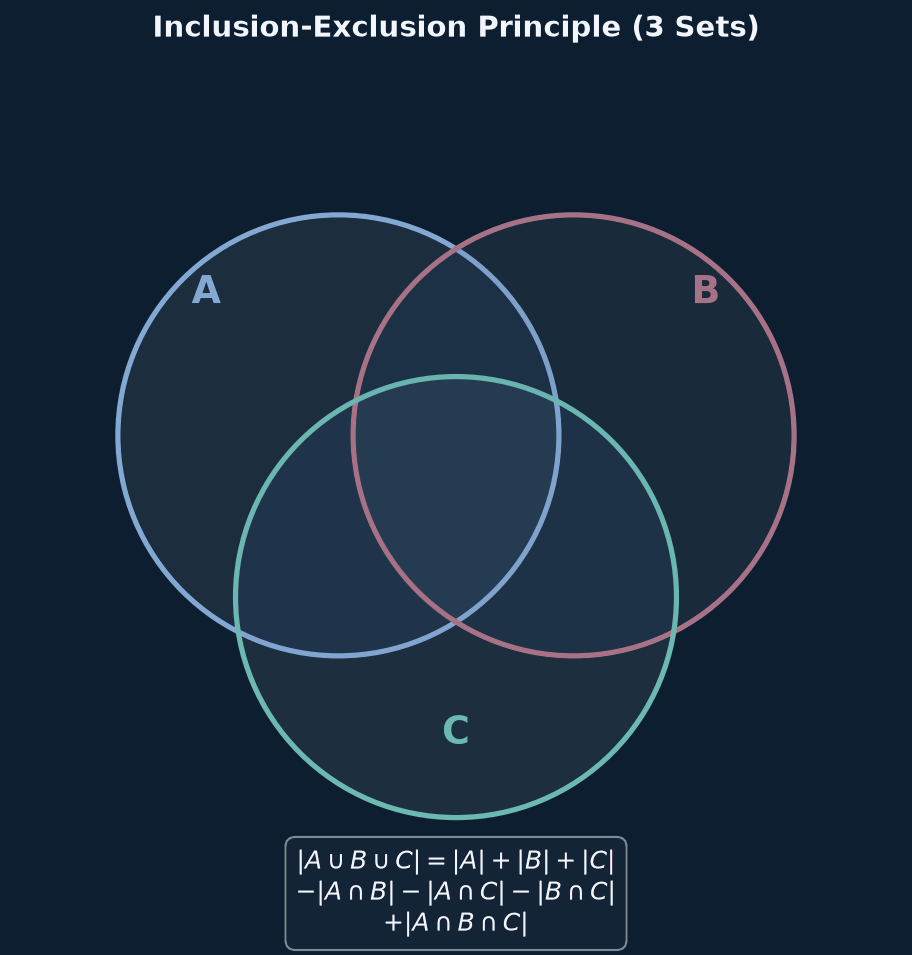 Inclusion-Exclusion Principle (3 Sets)
A
B
C
|A ∪ B ∪ C| = |A| + |B| + |C|
−|A ∩ B| − |A ∩ C| − |B ∩ C|
+|A ∩ B ∩ C|